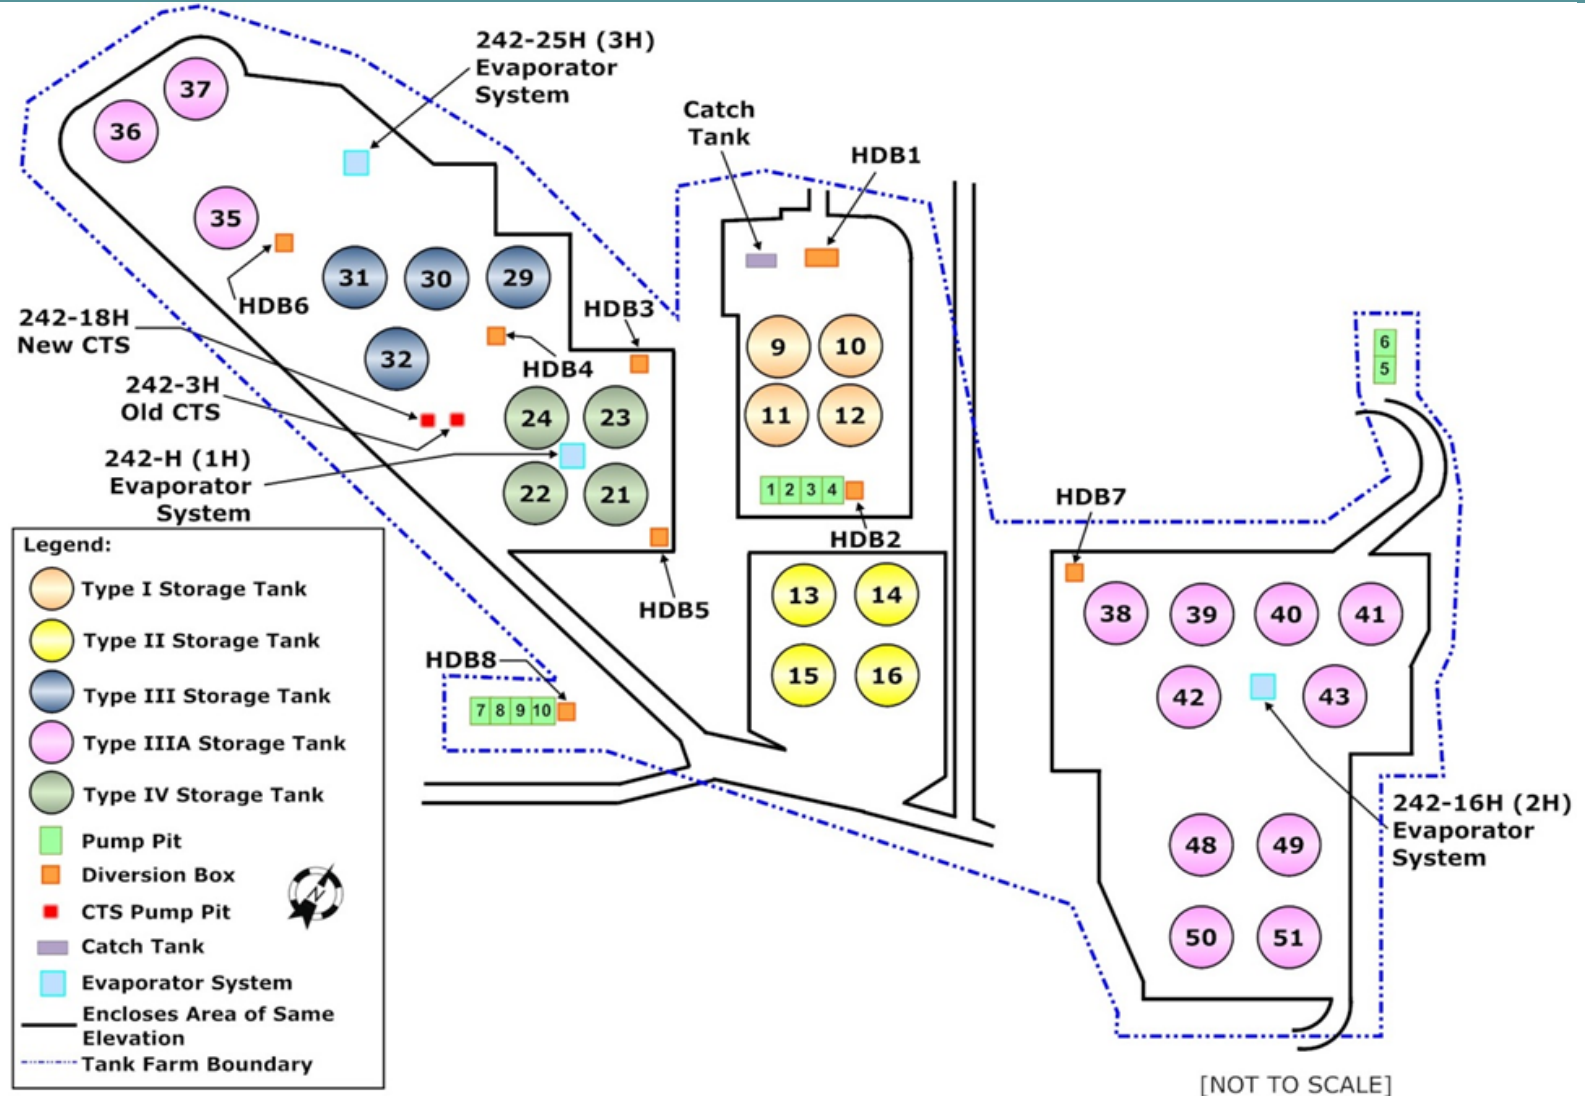 242-25H (3H)
Evaporator
System
37
36
35
HDB6
31
30
29
32
242-18H
New CTS
242-3H
Old CTS
242-H (1H)
Evaporator
System
HDB3
HDB4
24
23
22
21
HDB5
Catch
Tank
HDB1
9
10
11
12
1 2 3 4
HDB2
13
14
15
16
HDB8
7 8 9 10
6
5
HDB7
38
39
40
41
42
43
242-16H (2H)
Evaporator
System
48
49
50
51
Legend:
Type I Storage Tank
Type II Storage Tank
Type III Storage Tank
Type IIIA Storage Tank
Type IV Storage Tank
Pump Pit
Diversion Box
CTS Pump Pit
Catch Tank
Evaporator System
Encloses Area of Same
Elevation
Tank Farm Boundary
N
[NOT TO SCALE]